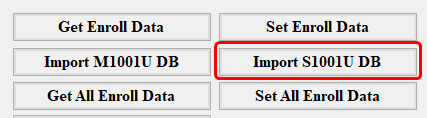 Get Enroll Data
Set Enroll Data
Import M1001U DB
Import S1001U DB
Get All Enroll Data
Set All Enroll Data